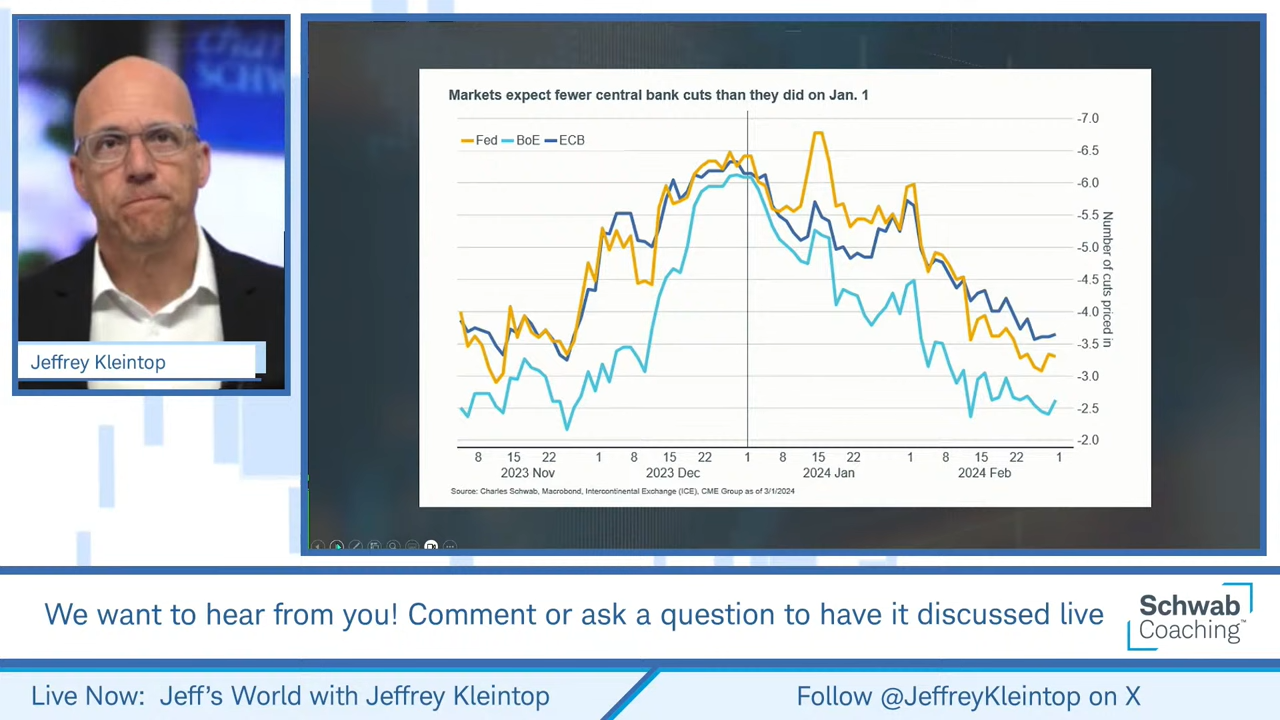 char
SCHW
Jeffrey Kleintop
Markets expect fewer central bank cuts than they did on Jan. 1
Fed BoE ECB
-7.0
-6.5
-6.0
-5.5
-5.0
-4.5
-4.0
-3.5
-3.0
-2.5
-2.0
Number of cuts priced in
8 15 22 1 8 15 22 1 8 15 22 1 8 15 22 1
2023 Nov 2023 Dec 2024 Jan 2024 Feb
Source: Charles Schwab, Macrobond, Intercontinental Exchange (ICE), CME Group as of 3/1/2024
We want to hear from you! Comment or ask a question to have it discussed live
Schwab
Coaching™
Live Now: Jeff's World with Jeffrey Kleintop
Follow @JeffreyKleintop on X